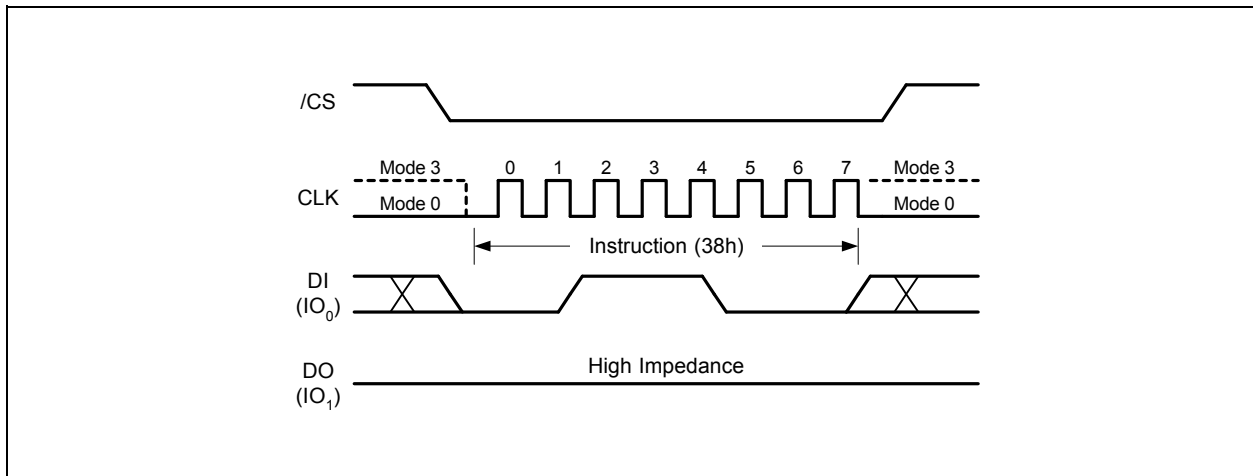 /CS
Mode 3 0 1 2 3 4 5 6 7 Mode 3
CLK
Mode 0 Mode 0
Instruction (38h)
DI
(IO0)
High Impedance
DO
(IO1)